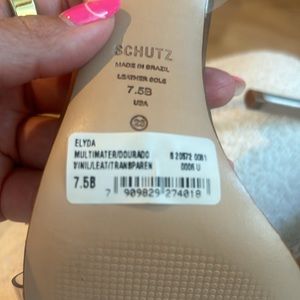 SCHUTZ
MADE IN BRAZIL
LEATHER SOLE
7.5B
USA
ELYDA
MULTIMATER/DOURADO
VINIL/LEAT/TRANSPAREN
7.5B
7 909829 274018